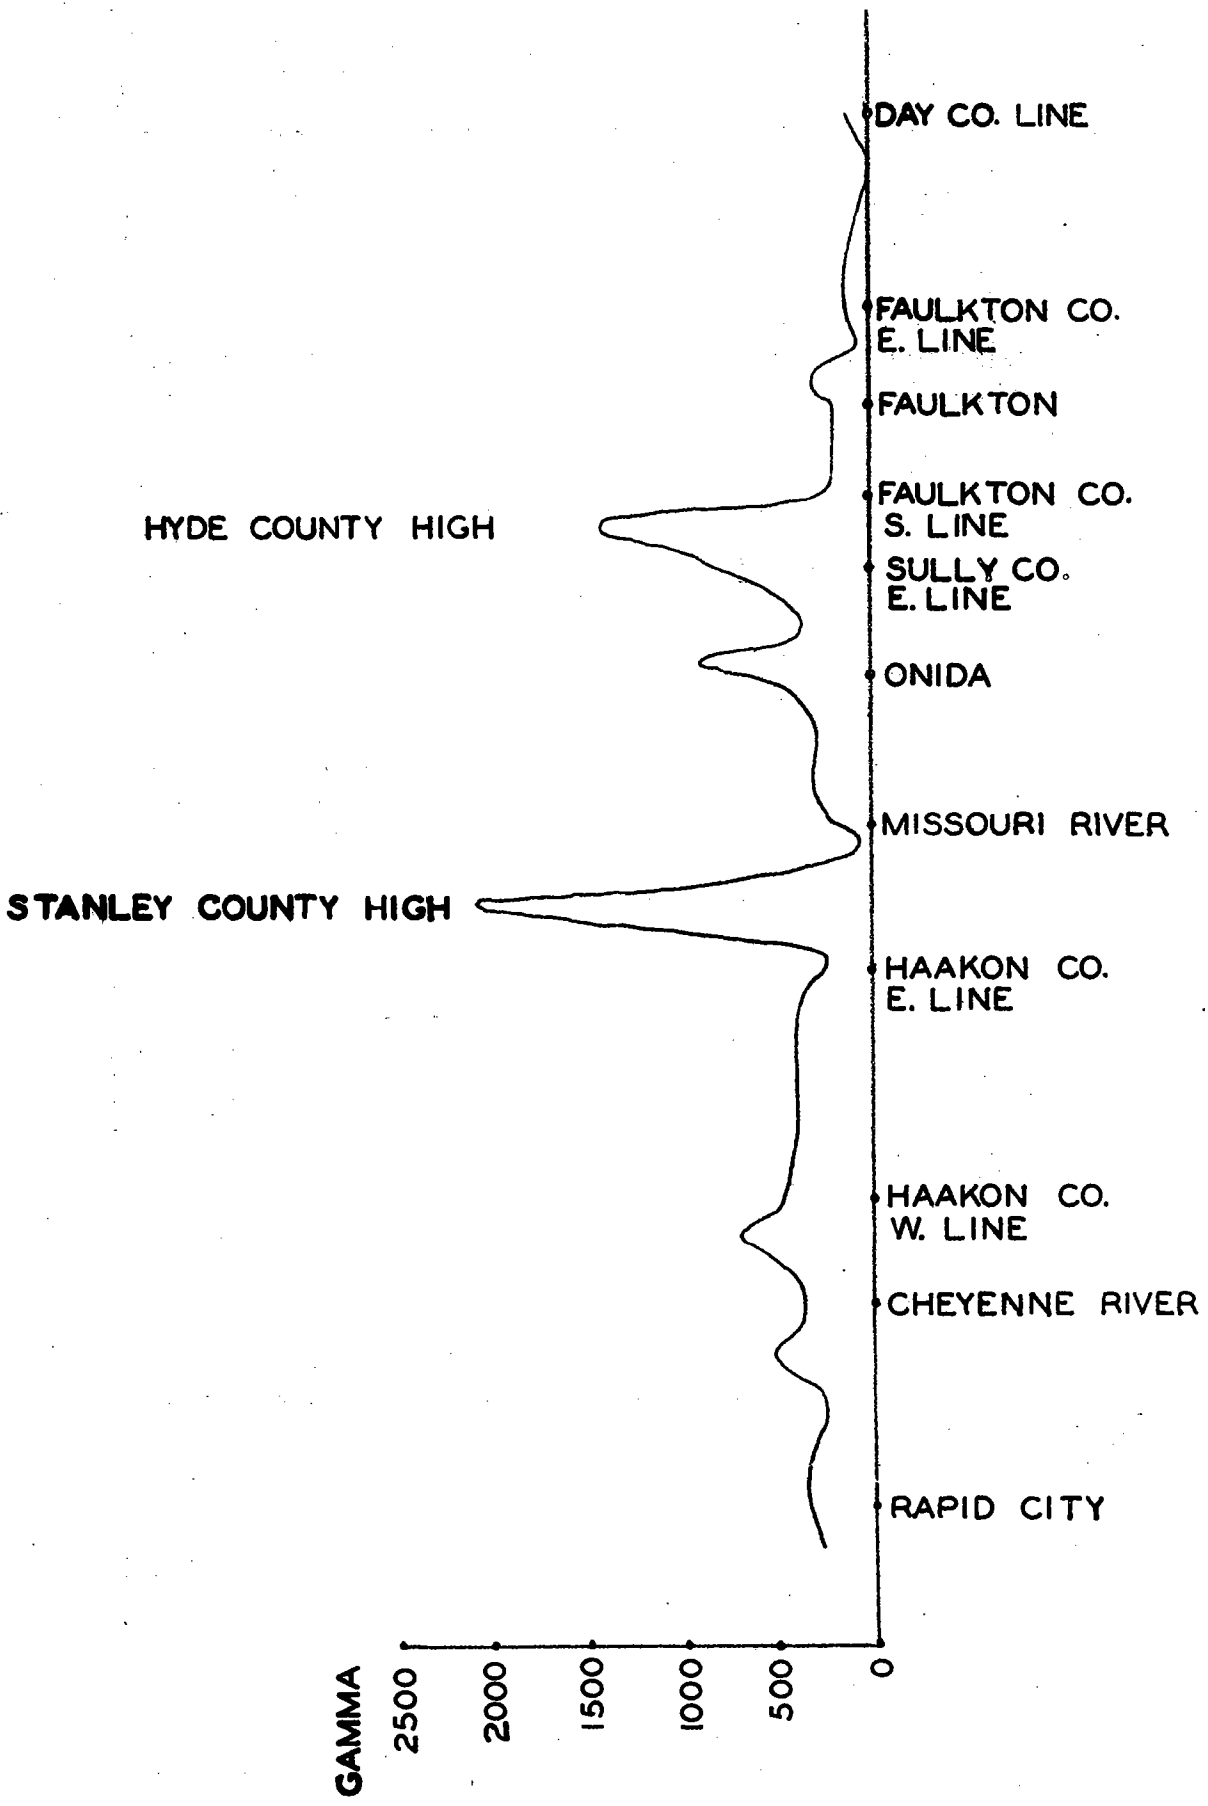 DAY CO. LINE
FAULKTON CO.
E. LINE
FAULKTON
FAULKTON CO.
S. LINE
HYDE COUNTY HIGH
SULLY CO.
E. LINE
ONIDA
MISSOURI RIVER
STANLEY COUNTY HIGH
HAAKON CO.
E. LINE
HAAKON CO.
W. LINE
CHEYENNE RIVER
RAPID CITY
GAMMA
2500
2000
1500
1000
500
0